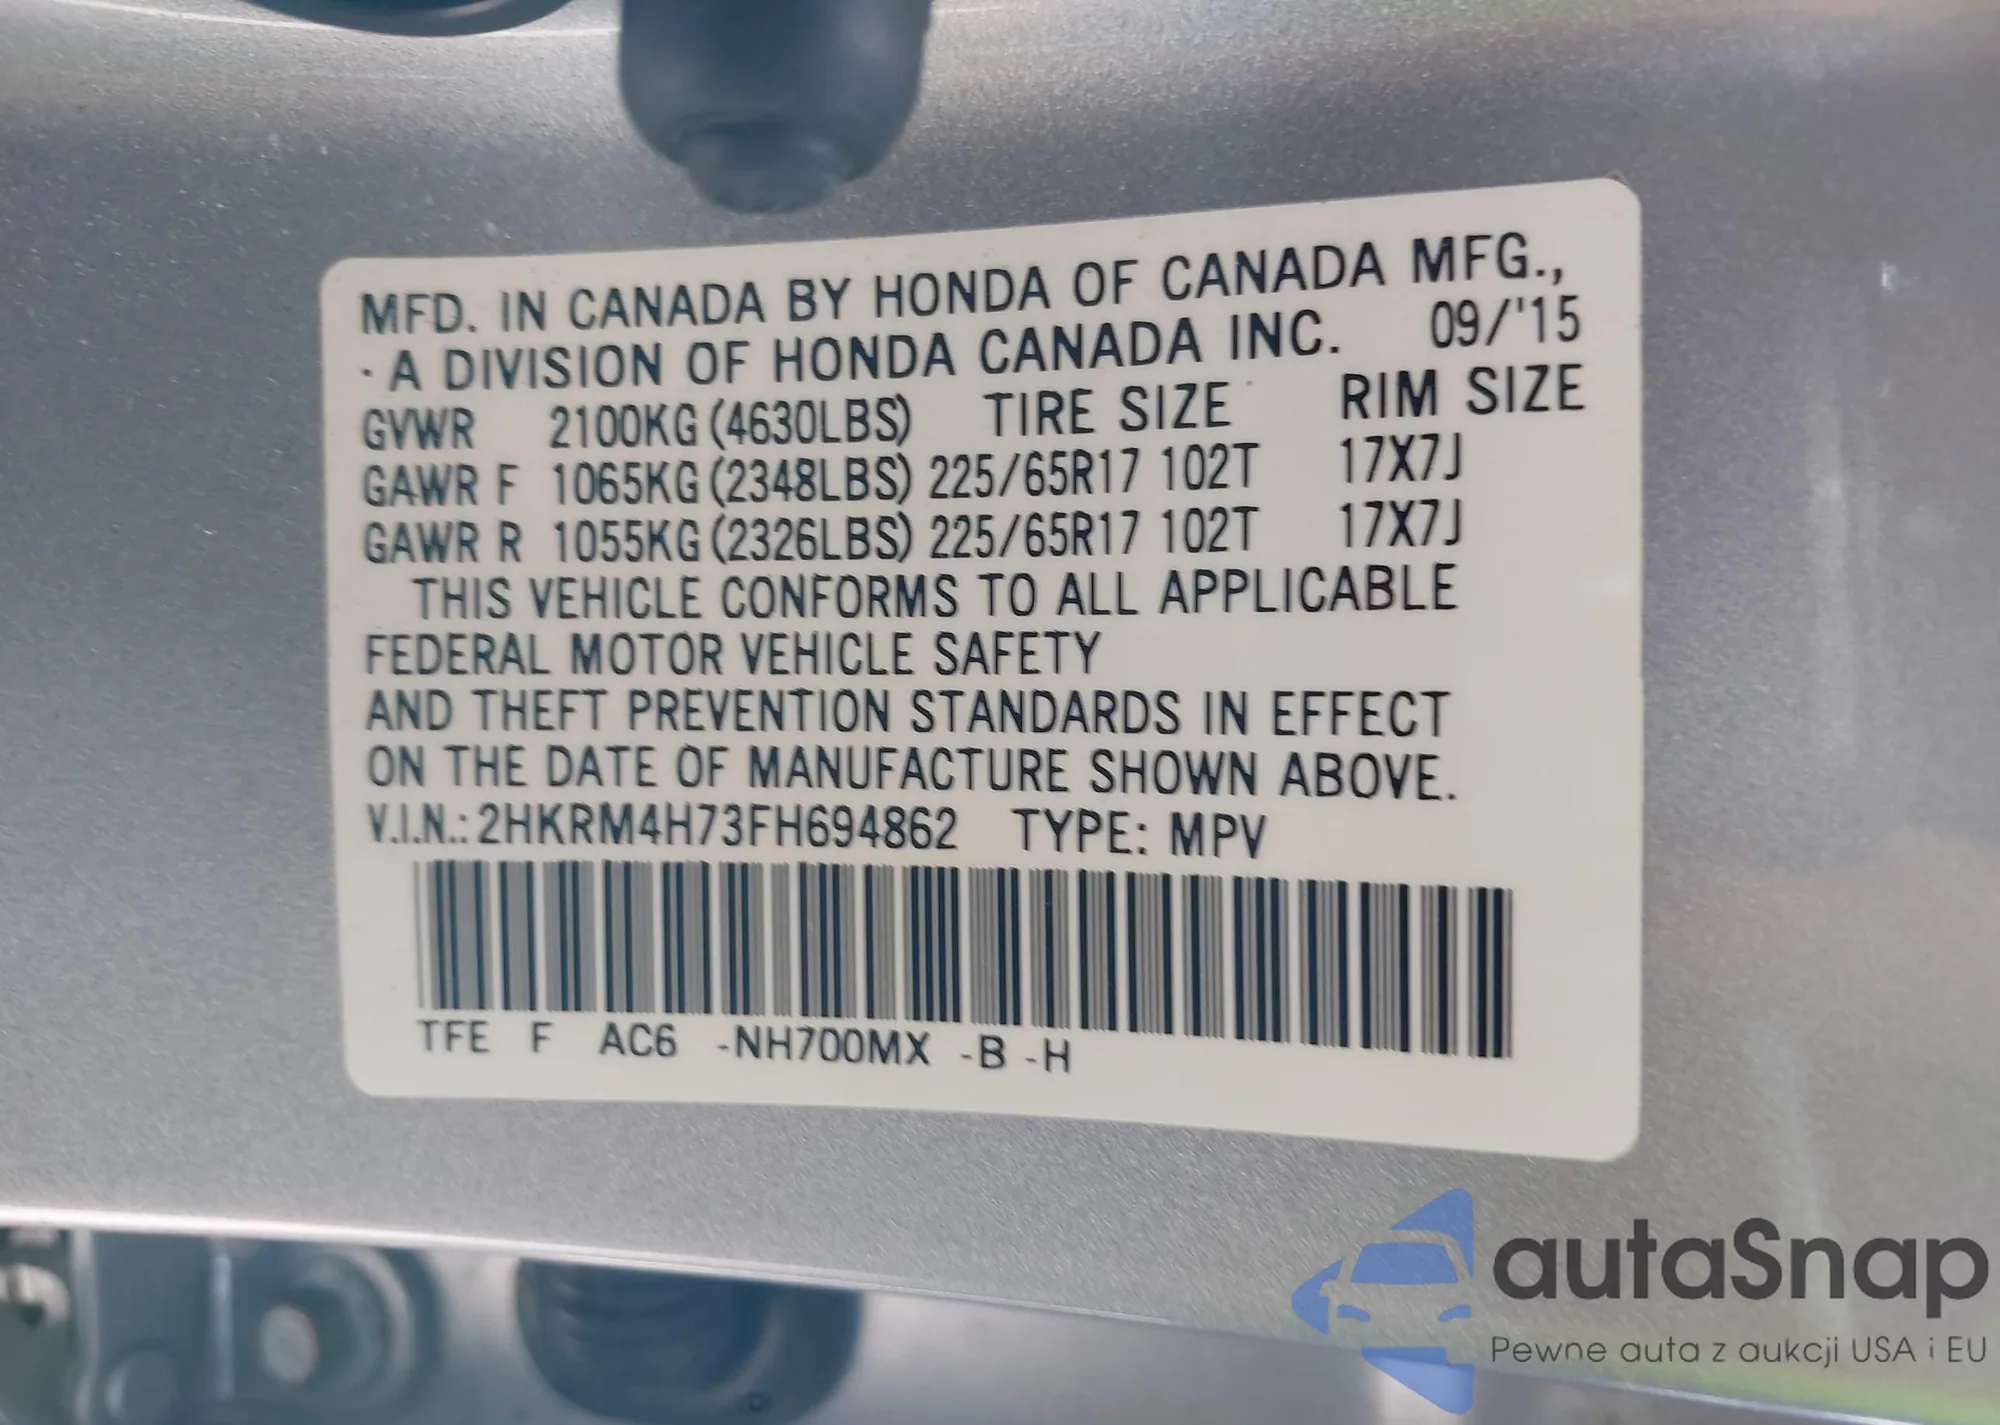 MFD. IN CANADA BY HONDA OF CANADA MFG.,
· A DIVISION OF HONDA CANADA INC. 09/'15
GVWR 2100KG (4630LBS) TIRE SIZE RIM SIZE
GAWR F 1065KG (2348LBS) 225/65R17 102T 17X7J
GAWR R 1055KG (2326LBS) 225/65R17 102T 17X7J
THIS VEHICLE CONFORMS TO ALL APPLICABLE
FEDERAL MOTOR VEHICLE SAFETY
AND THEFT PREVENTION STANDARDS IN EFFECT
ON THE DATE OF MANUFACTURE SHOWN ABOVE.
V.I.N.: 2HKRM4H73FH694862 TYPE: MPV
TFE F AC6 -NH700MX -B -H
autaSnap
Pewne auta z aukcji USA i EU